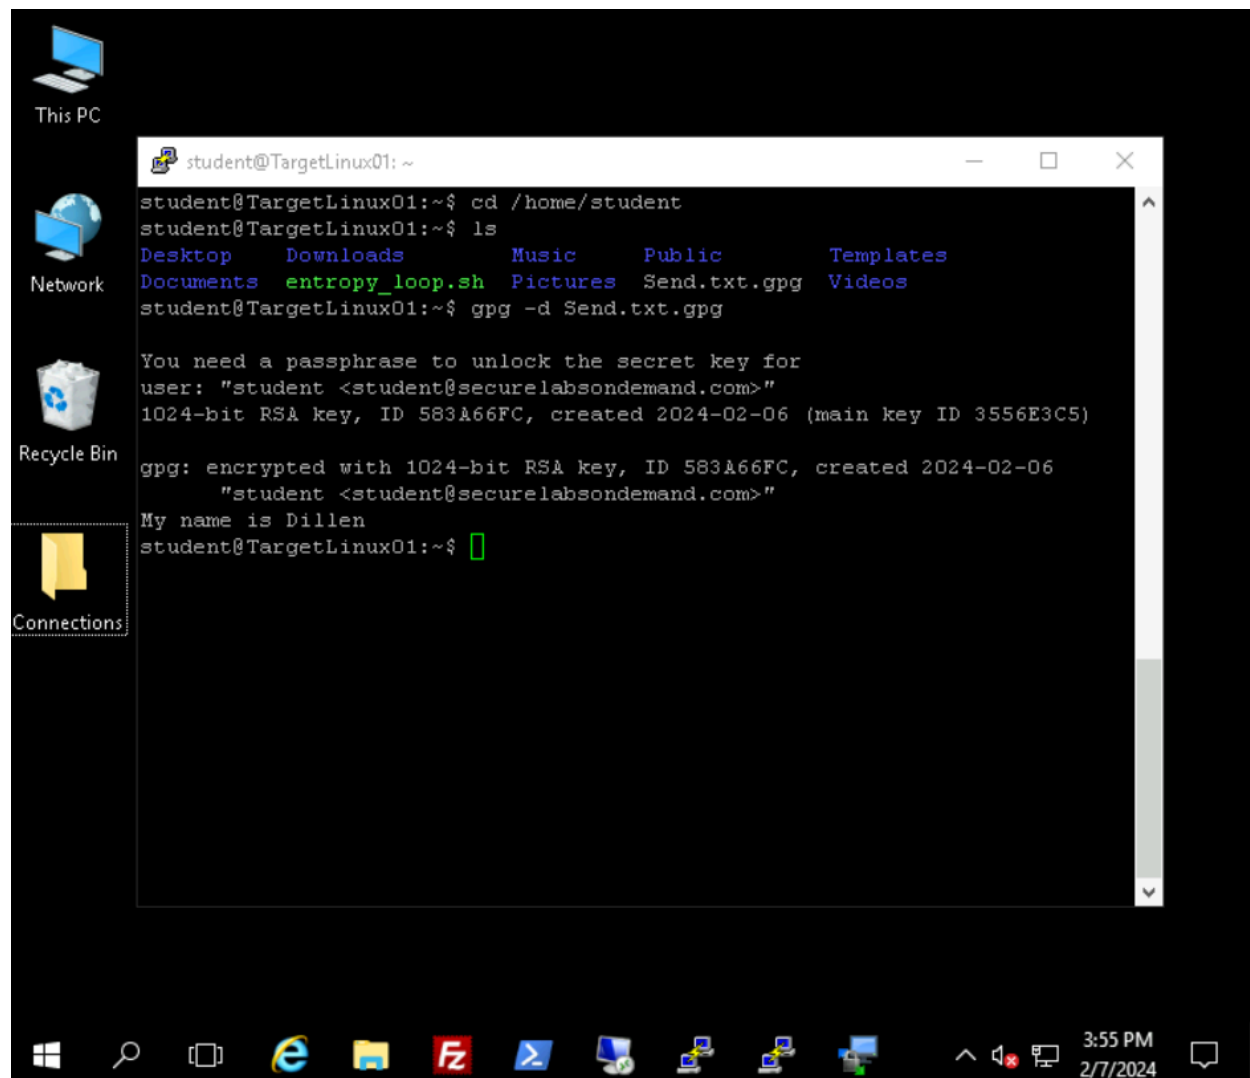 This PC
student@TargetLinux01: ~
student@TargetLinux01:~$ cd /home/student
student@TargetLinux01:~$ ls
Desktop Downloads Music Public Templates
Documents entropy_loop.sh Pictures Send.txt.gpg Videos
student@TargetLinux01:~$ gpg -d Send.txt.gpg
You need a passphrase to unlock the secret key for
user: "student <student@securelabsondemand.com>"
1024-bit RSA key, ID 583A66FC, created 2024-02-06 (main key ID 3556E3C5)
gpg: encrypted with 1024-bit RSA key, ID 583A66FC, created 2024-02-06
"student <student@securelabsondemand.com>"
My name is Dillen
student@TargetLinux01:~$
Network
Recycle Bin
Connections
Fz
3:55 PM
2/7/2024